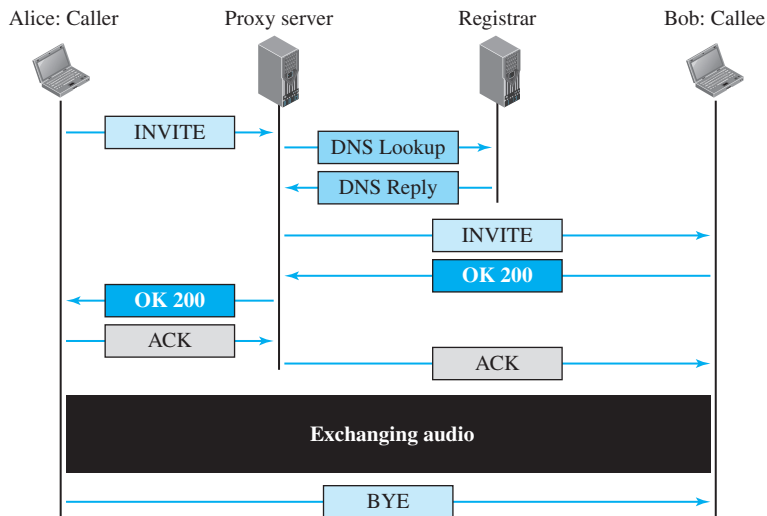 Alice: Caller
Proxy server
Registrar
Bob: Callee
INVITE
DNS Lookup
DNS Reply
INVITE
OK 200
OK 200
ACK
ACK
Exchanging audio
BYE